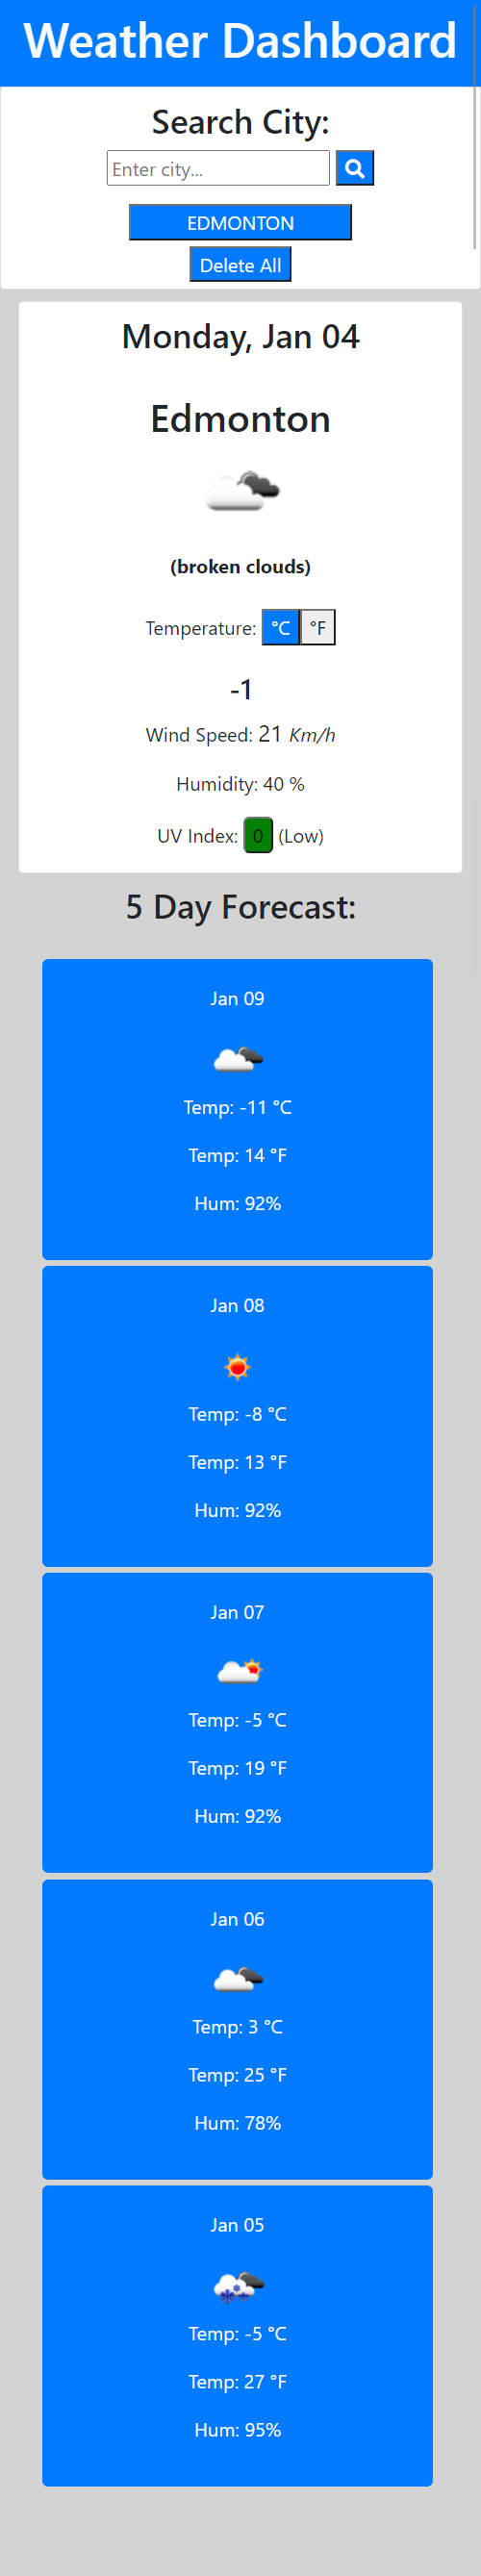 Weather Dashboard
Search City:
Enter city...
EDMONTON
Delete All
Monday, Jan 04
Edmonton
(broken clouds)
Temperature: °C °F
-1
Wind Speed: 21 Km/h
Humidity: 40 %
UV Index: 0 (Low)
5 Day Forecast:
Jan 09
Temp: -11 °C
Temp: 14 °F
Hum: 92%
Jan 08
Temp: -8 °C
Temp: 13 °F
Hum: 92%
Jan 07
Temp: -5 °C
Temp: 19 °F
Hum: 92%
Jan 06
Temp: 3 °C
Temp: 25 °F
Hum: 78%
Jan 05
Temp: -5 °C
Temp: 27 °F
Hum: 95%